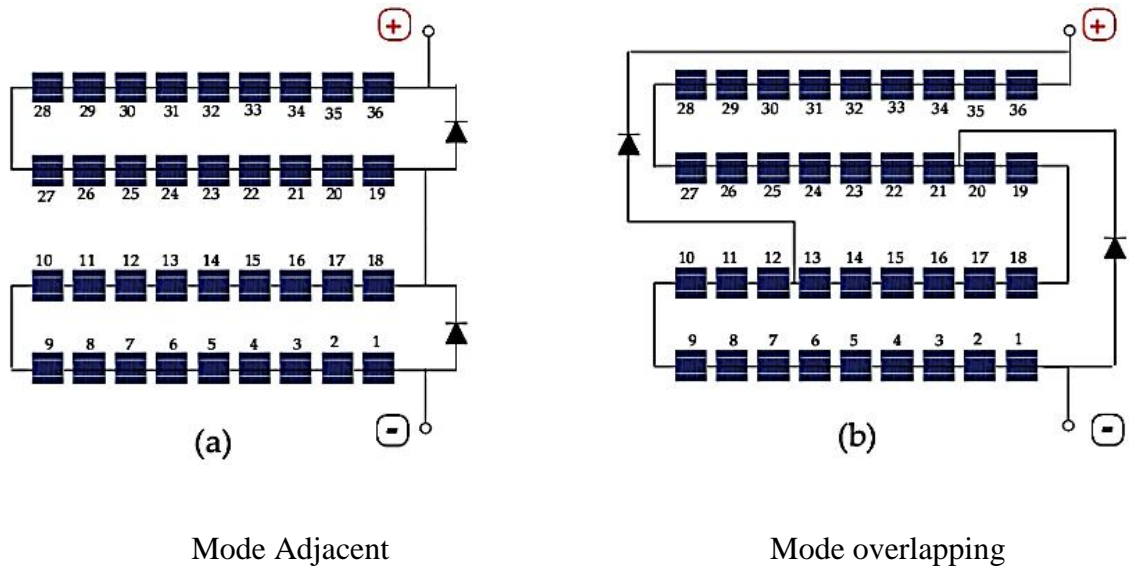 + +
28 29 30 31 32 33 34 35 36 28 29 30 31 32 33 34 35 36
27 26 25 24 23 22 21 20 19 27 26 25 24 23 22 21 20 19
10 11 12 13 14 15 16 17 18 10 11 12 13 14 15 16 17 18
9 8 7 6 5 4 3 2 1 9 8 7 6 5 4 3 2 1
(a) - (b) -
Mode Adjacent Mode overlapping